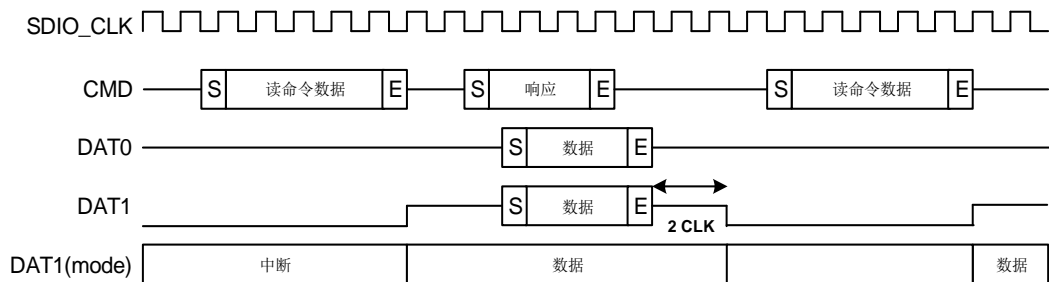 SDIO_CLK
CMD S 读命令数据 E S 响应 E S 读命令数据 E
DAT0 S 数据 E
DAT1 S 数据 E
2 CLK
DAT1(mode) 中断 数据 数据